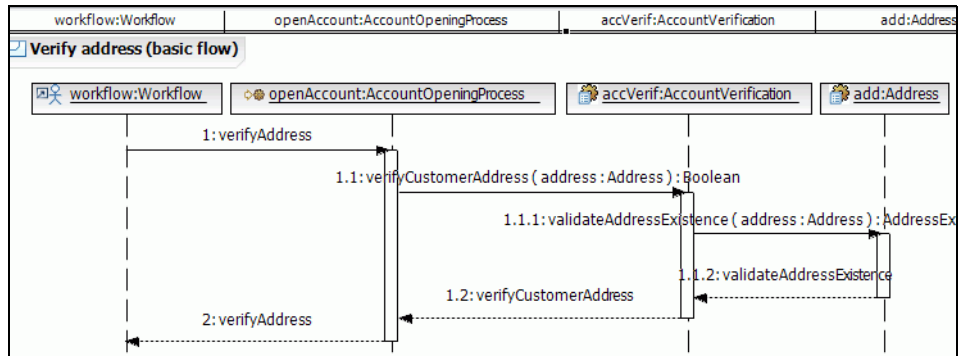 workflow:Workflow openAccount:AccountOpeningProcess accVerif:AccountVerification add:Address
Verify address (basic flow)
workflow:Workflow openAccount:AccountOpeningProcess accVerif:AccountVerification add:Address
1: verifyAddress
1.1: verifyCustomerAddress ( address : Address ) : Boolean
1.1.1: validateAddressExistence ( address : Address ) : AddressEx
1.1.2: validateAddressExistence
1.2: verifyCustomerAddress
2: verifyAddress